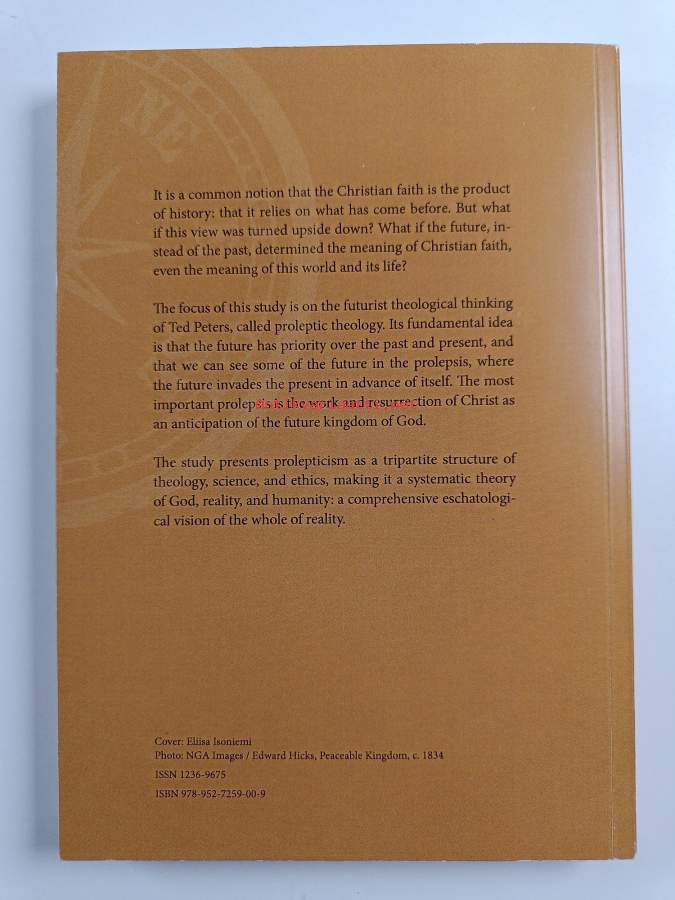 NE
It is a common notion that the Christian faith is the product
of history: that it relies on what has come before. But what
if this view was turned upside down? What if the future, in-
stead of the past, determined the meaning of Christian faith,
even the meaning of this world and its life?
The focus of this study is on the futurist theological thinking
of Ted Peters, called proleptic theology. Its fundamental idea
is that the future has priority over the past and present, and
that we can see some of the future in the prolepsis, where
the future invades the present in advance of itself. The most
important prolepsis is the work and resurrection of Christ as
an anticipation of the future kingdom of God.
The study presents prolepticism as a tripartite structure of
theology, science, and ethics, making it a systematic theory
of God, reality, and humanity: a comprehensive eschatologi-
cal vision of the whole of reality.
Cover: Eliisa Isoniemi
Photo: NGA Images / Edward Hicks, Peaceable Kingdom, c. 1834
ISSN 1236-9675
ISBN 978-952-7259-00-9